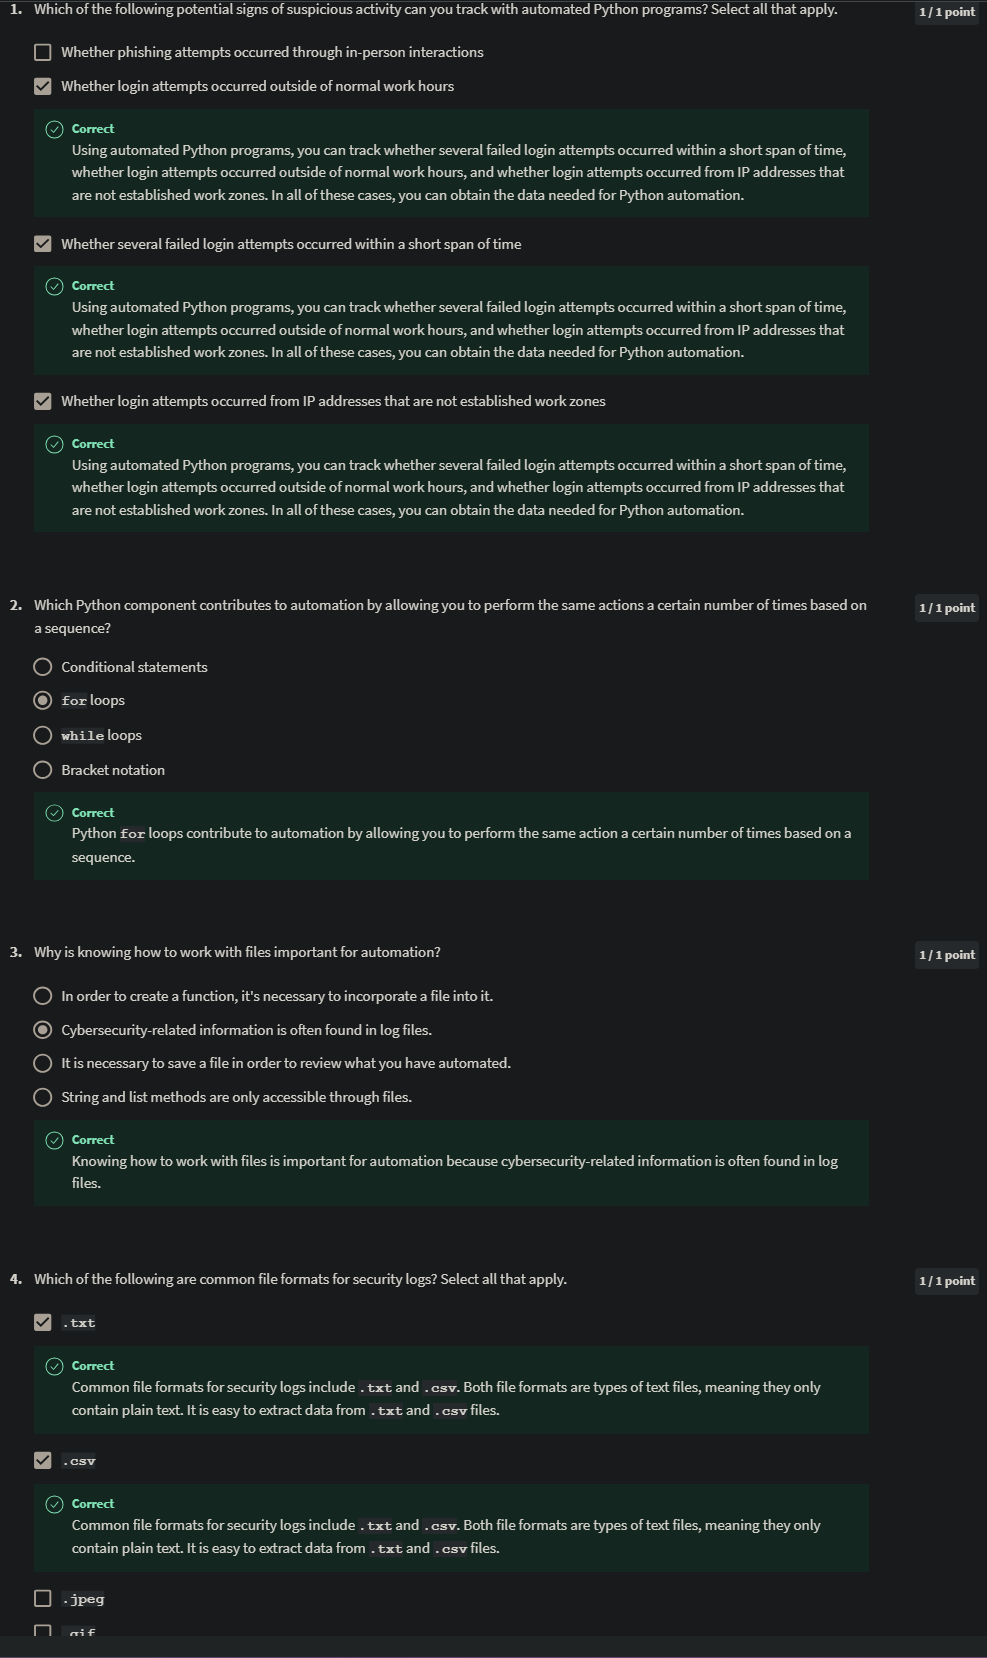 1. Which of the following potential signs of suspicious activity can you track with automated Python programs? Select all that apply.
1 / 1 point
Whether phishing attempts occurred through in-person interactions
Whether login attempts occurred outside of normal work hours
Correct
Using automated Python programs, you can track whether several failed login attempts occurred within a short span of time,
whether login attempts occurred outside of normal work hours, and whether login attempts occurred from IP addresses that
are not established work zones. In all of these cases, you can obtain the data needed for Python automation.
Whether several failed login attempts occurred within a short span of time
Correct
Using automated Python programs, you can track whether several failed login attempts occurred within a short span of time,
whether login attempts occurred outside of normal work hours, and whether login attempts occurred from IP addresses that
are not established work zones. In all of these cases, you can obtain the data needed for Python automation.
Whether login attempts occurred from IP addresses that are not established work zones
Correct
Using automated Python programs, you can track whether several failed login attempts occurred within a short span of time,
whether login attempts occurred outside of normal work hours, and whether login attempts occurred from IP addresses that
are not established work zones. In all of these cases, you can obtain the data needed for Python automation.
2. Which Python component contributes to automation by allowing you to perform the same actions a certain number of times based on
a sequence?
1 / 1 point
Conditional statements
for loops
while loops
Bracket notation
Correct
Python for loops contribute to automation by allowing you to perform the same action a certain number of times based on a
sequence.
3. Why is knowing how to work with files important for automation?
1 / 1 point
In order to create a function, it's necessary to incorporate a file into it.
Cybersecurity-related information is often found in log files.
It is necessary to save a file in order to review what you have automated.
String and list methods are only accessible through files.
Correct
Knowing how to work with files is important for automation because cybersecurity-related information is often found in log
files.
4. Which of the following are common file formats for security logs? Select all that apply.
1 / 1 point
.txt
Correct
Common file formats for security logs include .txt and .csv. Both file formats are types of text files, meaning they only
contain plain text. It is easy to extract data from .txt and .csv files.
.csv
Correct
Common file formats for security logs include .txt and .csv. Both file formats are types of text files, meaning they only
contain plain text. It is easy to extract data from .txt and .csv files.
.jpeg
.gif